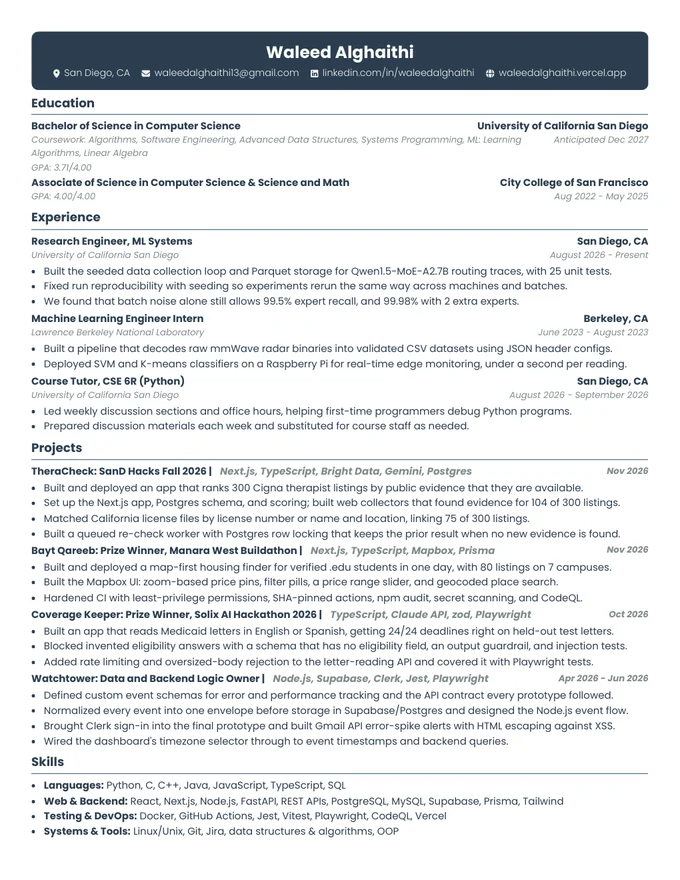 Waleed Alghaithi
San Diego, CA waleedalghaithi13@gmail.com linkedin.com/in/waleedalghaithi waleedalghaithi.vercel.app
Education
Bachelor of Science in Computer Science University of California San Diego
Coursework: Algorithms, Software Engineering, Advanced Data Structures, Systems Programming, ML: Learning Anticipated Dec 2027
Algorithms, Linear Algebra
GPA: 3.71/4.00
Associate of Science in Computer Science & Science and Math City College of San Francisco
GPA: 4.00/4.00 Aug 2022 - May 2025
Experience
Research Engineer, ML Systems San Diego, CA
University of California San Diego August 2026 - Present
• Built the seeded data collection loop and Parquet storage for Qwen1.5-MoE-A2.7B routing traces, with 25 unit tests.
• Fixed run reproducibility with seeding so experiments rerun the same way across machines and batches.
• We found that batch noise alone still allows 99.5% expert recall, and 99.98% with 2 extra experts.
Machine Learning Engineer Intern Berkeley, CA
Lawrence Berkeley National Laboratory June 2023 - August 2023
• Built a pipeline that decodes raw mmWave radar binaries into validated CSV datasets using JSON header configs.
• Deployed SVM and K-means classifiers on a Raspberry Pi for real-time edge monitoring, under a second per reading.
Course Tutor, CSE 6R (Python) San Diego, CA
University of California San Diego August 2026 - September 2026
• Led weekly discussion sections and office hours, helping first-time programmers debug Python programs.
• Prepared discussion materials each week and substituted for course staff as needed.
Projects
TheraCheck: SanD Hacks Fall 2026 | Next.js, TypeScript, Bright Data, Gemini, Postgres Nov 2026
• Built and deployed an app that ranks 300 Cigna therapist listings by public evidence that they are available.
• Set up the Next.js app, Postgres schema, and scoring; built web collectors that found evidence for 104 of 300 listings.
• Matched California license files by license number or name and location, linking 75 of 300 listings.
• Built a queued re-check worker with Postgres row locking that keeps the prior result when no new evidence is found.
Bayt Qareeb: Prize Winner, Manara West Buildathon | Next.js, TypeScript, Mapbox, Prisma Nov 2026
• Built and deployed a map-first housing finder for verified .edu students in one day, with 80 listings on 7 campuses.
• Built the Mapbox UI: zoom-based price pins, filter pills, a price range slider, and geocoded place search.
• Hardened CI with least-privilege permissions, SHA-pinned actions, npm audit, secret scanning, and CodeQL.
Coverage Keeper: Prize Winner, Solix AI Hackathon 2026 | TypeScript, Claude API, zod, Playwright Oct 2026
• Built an app that reads Medicaid letters in English or Spanish, getting 24/24 deadlines right on held-out test letters.
• Blocked invented eligibility answers with a schema that has no eligibility field, an output guardrail, and injection tests.
• Added rate limiting and oversized-body rejection to the letter-reading API and covered it with Playwright tests.
Watchtower: Data and Backend Logic Owner | Node.js, Supabase, Clerk, Jest, Playwright Apr 2026 - Jun 2026
• Defined custom event schemas for error and performance tracking and the API contract every prototype followed.
• Normalized every event into one envelope before storage in Supabase/Postgres and designed the Node.js event flow.
• Brought Clerk sign-in into the final prototype and built Gmail API error-spike alerts with HTML escaping against XSS.
• Wired the dashboard's timezone selector through to event timestamps and backend queries.
Skills
• Languages: Python, C, C++, Java, JavaScript, TypeScript, SQL
• Web & Backend: React, Next.js, Node.js, FastAPI, REST APIs, PostgreSQL, MySQL, Supabase, Prisma, Tailwind
• Testing & DevOps: Docker, GitHub Actions, Jest, Vitest, Playwright, CodeQL, Vercel
• Systems & Tools: Linux/Unix, Git, Jira, data structures & algorithms, OOP